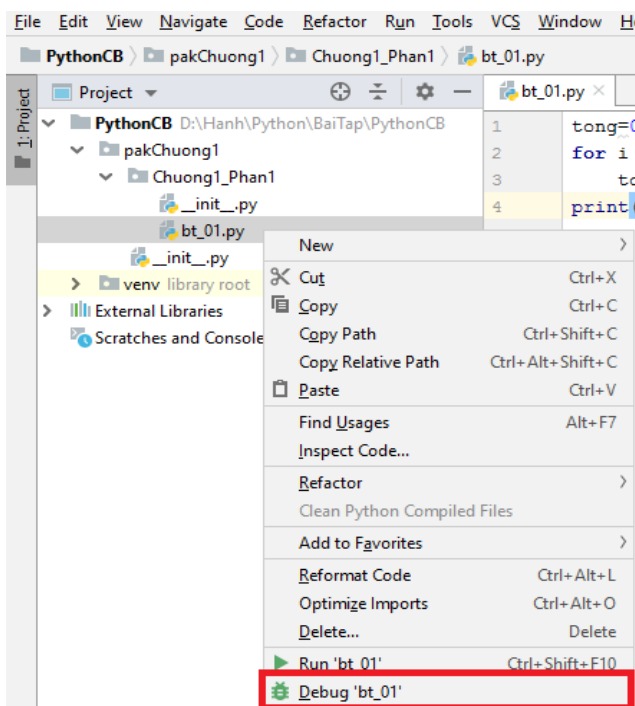 File Edit View Navigate Code Refactor Run Tools VCS Window
PythonCB pakChuong1 Chuong1_Phan1 bt_01.py
1: Project
Project
bt_01.py
PythonCB D:\Hanh\Python\BaiTap\PythonCB
pakChuong1
Chuong1_Phan1
__init__.py
bt_01.py
__init__.py
venv library root
External Libraries
Scratches and Console
1 tong=
2 for i
3
4 print
New
Cut Ctrl+X
Copy Ctrl+C
Copy Path Ctrl+Shift+C
Copy Relative Path Ctrl+Alt+Shift+C
Paste Ctrl+V
Find Usages Alt+F7
Inspect Code...
Refactor
Clean Python Compiled Files
Add to Favorites
Reformat Code Ctrl+Alt+L
Optimize Imports Ctrl+Alt+O
Delete... Delete
Run 'bt_01' Ctrl+Shift+F10
Debug 'bt_01'